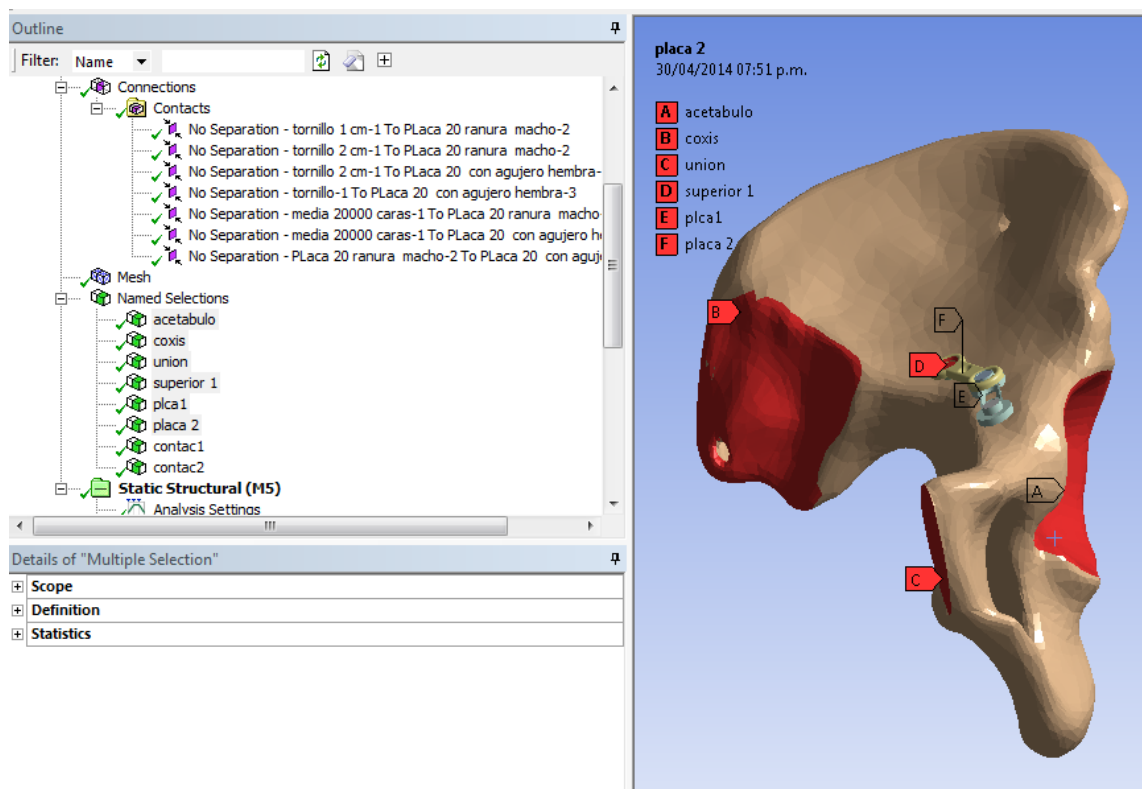 Outline
Filter: Name
Connections
Contacts
No Separation - tornillo 1 cm-1 To PLaca 20 ranura macho-2
No Separation - tornillo 2 cm-1 To PLaca 20 ranura macho-2
No Separation - tornillo 2 cm-1 To PLaca 20 con agujero hembra-
No Separation - tornillo-1 To PLaca 20 con agujero hembra-3
No Separation - media 20000 caras-1 To PLaca 20 ranura macho-
No Separation - media 20000 caras-1 To PLaca 20 con agujero h
No Separation - PLaca 20 ranura macho-2 To PLaca 20 con aguj
Mesh
Named Selections
acetabulo
coxis
union
superior 1
plca1
placa 2
contac1
contac2
Static Structural (M5)
Analysis Settings
Details of "Multiple Selection"
Scope
Definition
Statistics
placa 2
30/04/2014 07:51 p.m.
A acetabulo
B coxis
C union
D superior 1
E plca1
F placa 2
B
F
D
E
A
C